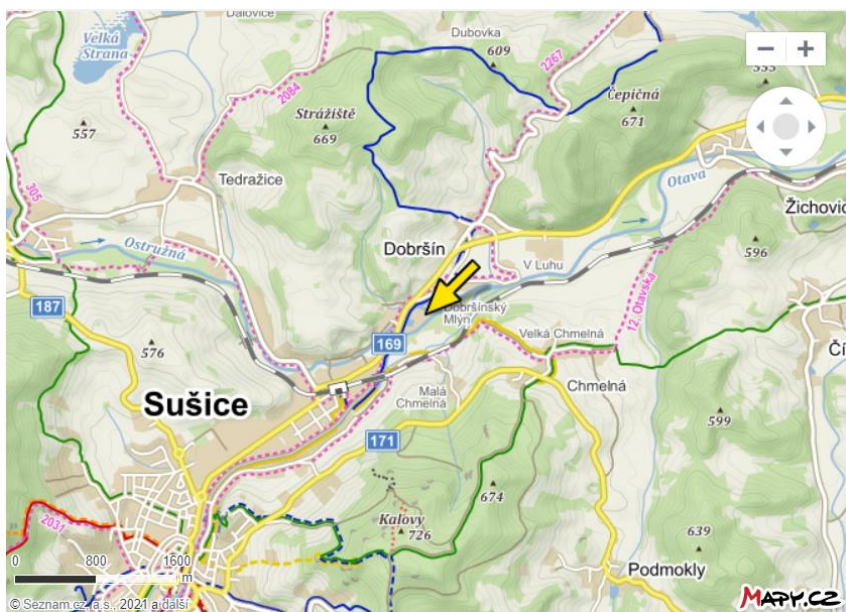 Dalovice
Velká
Strana
Dubovka
609
2267
2084
Čepičná
671
Strážiště
669
557
Tedražice
Otava
305
Žichovic
Ostružná
Dobršín
V Luhu
596
187
Dobršínský
Mlýn
12. Otavská
169
Velká Chmelná
576
Čí
Malá
Chmelná
Chmelná
Sušice
599
171
674
Kalovy
726
2031
639
0 800 1600
m
Podmokly
© Seznam.cz, a.s., 2021 a další
MAPY.CZ